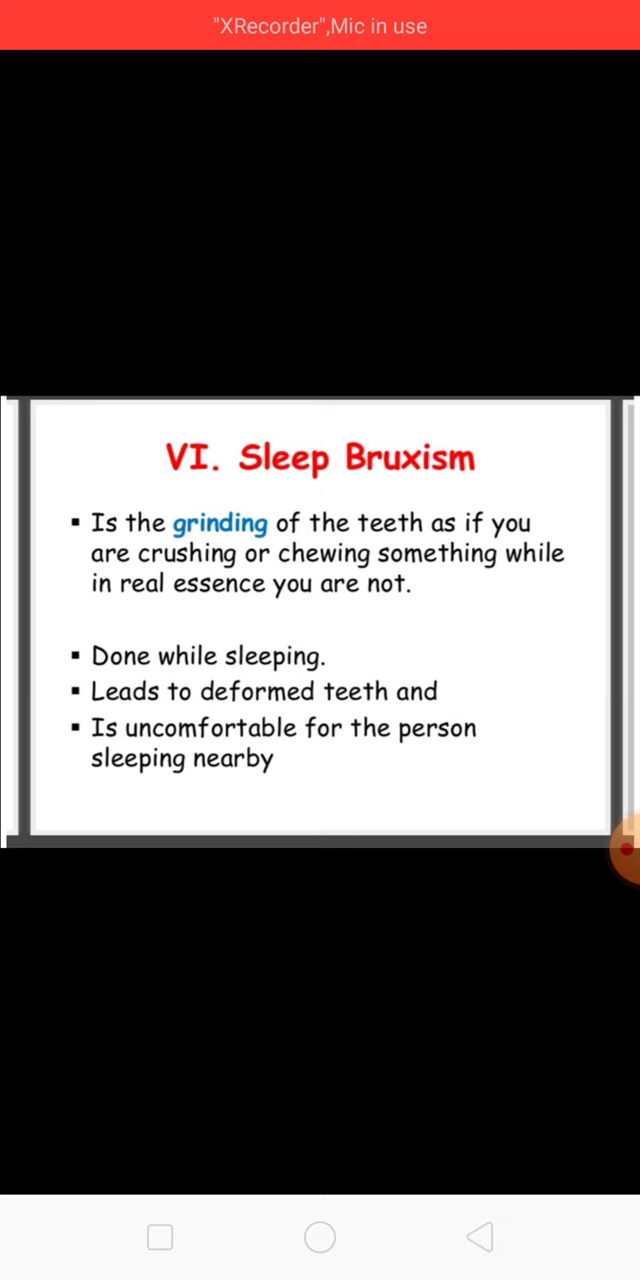 "XRecorder",Mic in use
VI. Sleep Bruxism
▪ Is the grinding of the teeth as if you
are crushing or chewing something while
in real essence you are not.
▪ Done while sleeping.
▪ Leads to deformed teeth and
▪ Is uncomfortable for the person
sleeping nearby